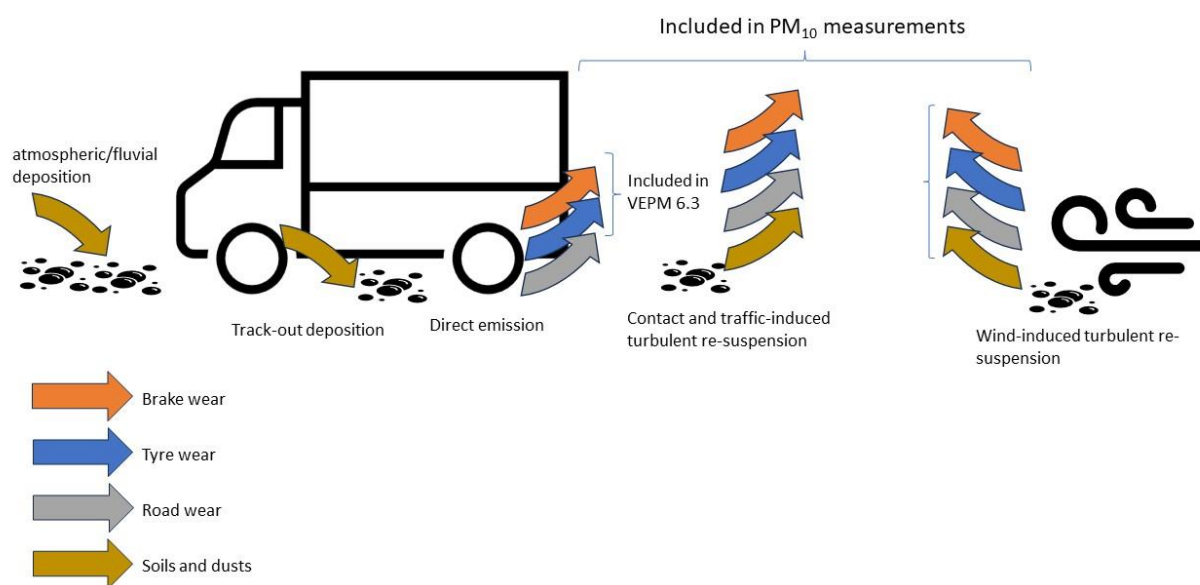 Included in PM₁₀ measurements
atmospheric/fluvial
deposition
Included in
VEPM 6.3
Track-out deposition
Direct emission
Contact and traffic-induced
turbulent re-suspension
Wind-induced turbulent re-
suspension
Brake wear
Tyre wear
Road wear
Soils and dusts